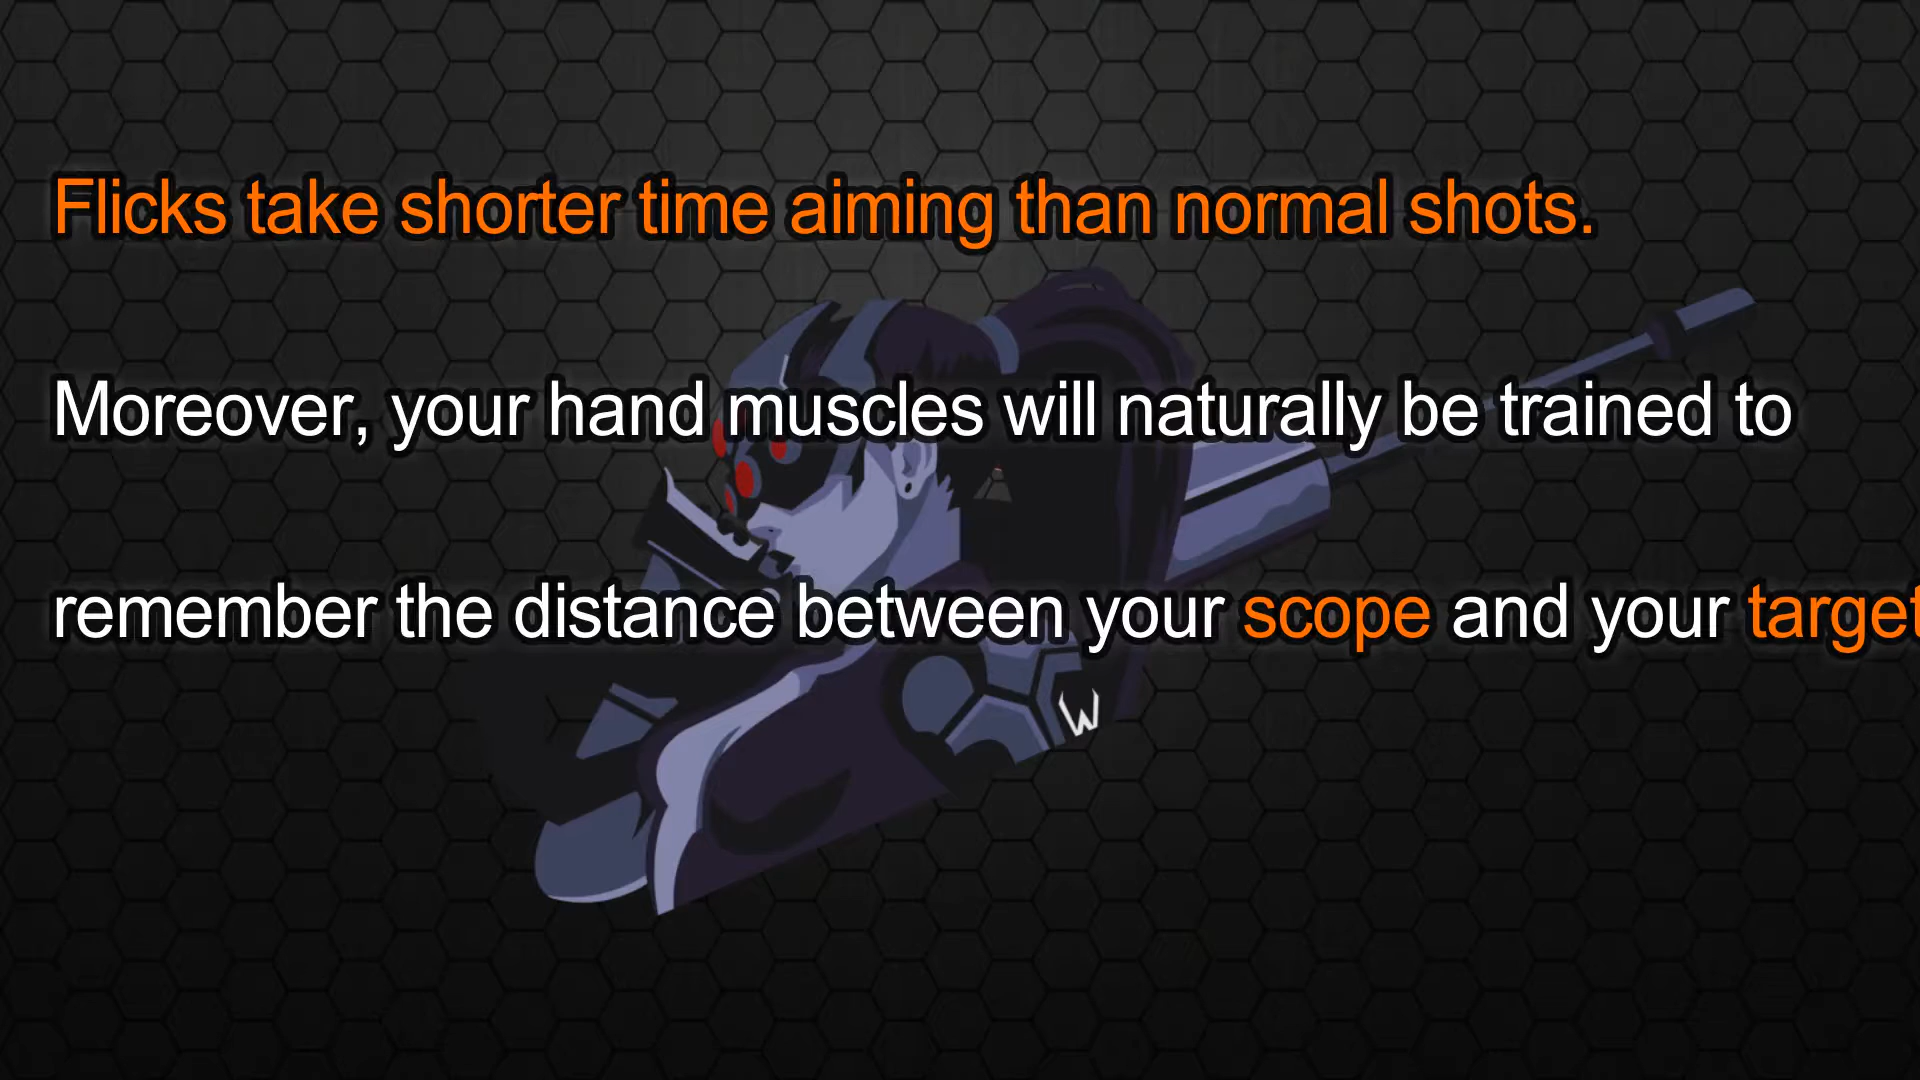 Flicks take shorter time aiming than normal shots.
Moreover, your hand muscles will naturally be trained to
remember the distance between your scope and your target
W